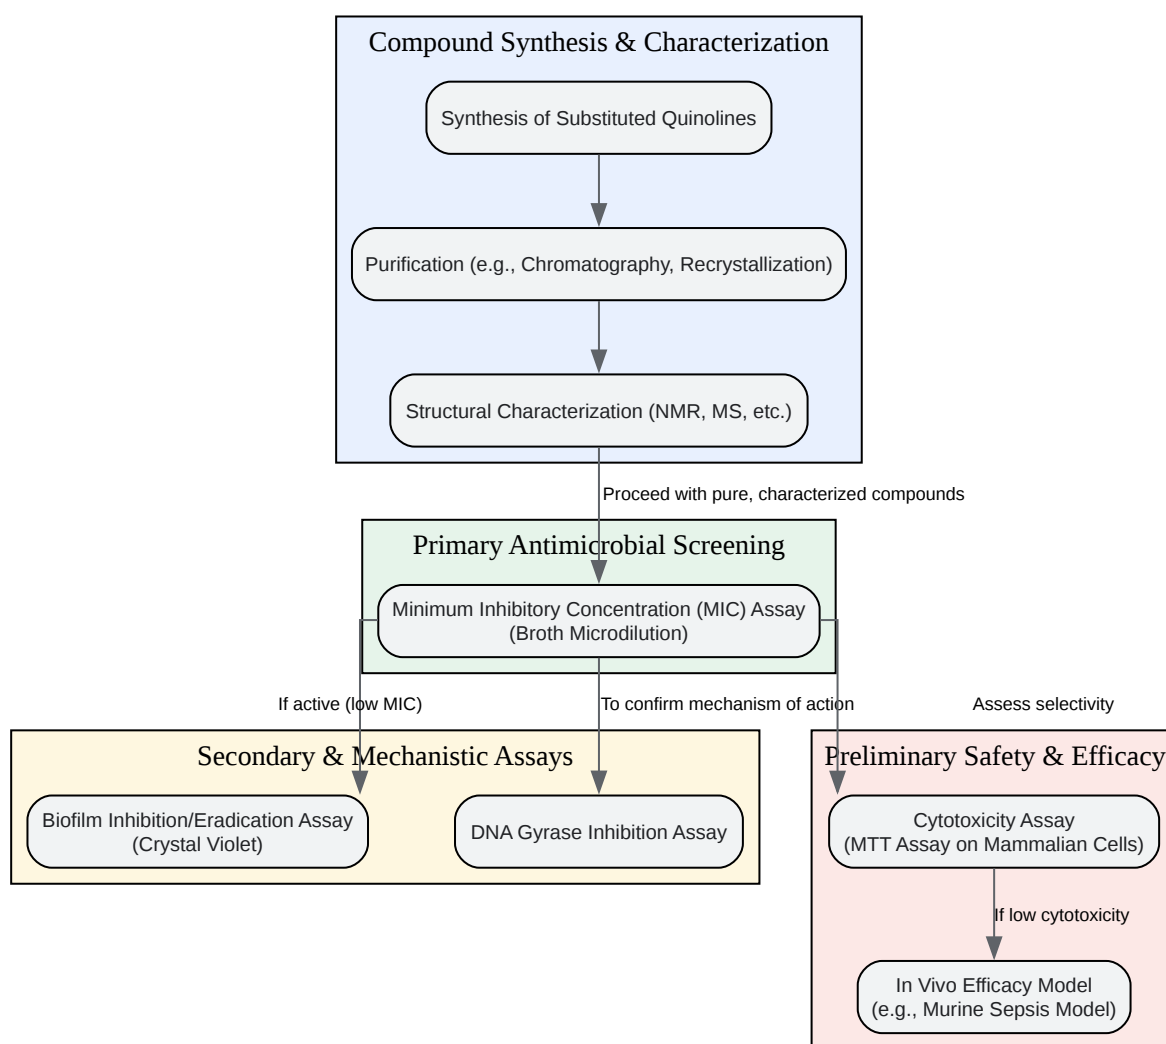 Compound Synthesis & Characterization
Synthesis of Substituted Quinolines
Purification (e.g., Chromatography, Recrystallization)
Structural Characterization (NMR, MS, etc.)
Proceed with pure, characterized compounds
Primary Antimicrobial Screening
Minimum Inhibitory Concentration (MIC) Assay
(Broth Microdilution)
If active (low MIC)
To confirm mechanism of action
Assess selectivity
Secondary & Mechanistic Assays
Biofilm Inhibition/Eradication Assay
(Crystal Violet)
DNA Gyrase Inhibition Assay
Preliminary Safety & Efficacy
Cytotoxicity Assay
(MTT Assay on Mammalian Cells)
If low cytotoxicity
In Vivo Efficacy Model
(e.g., Murine Sepsis Model)